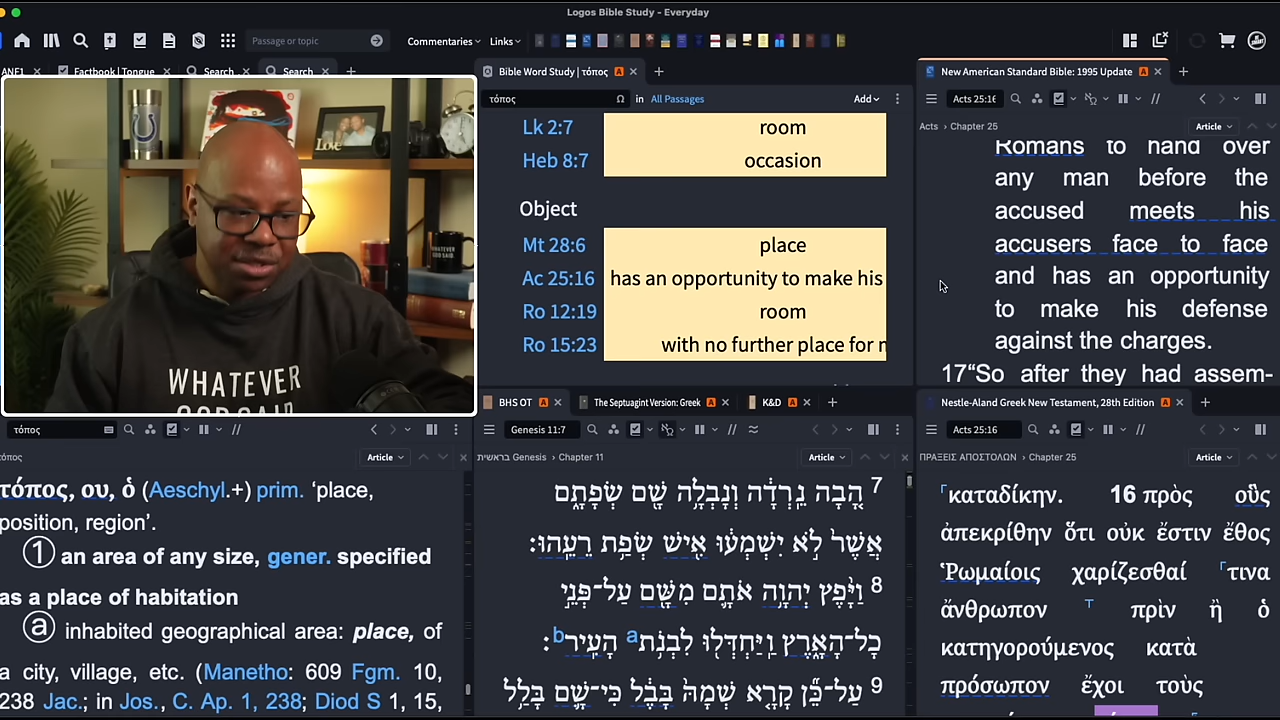 Logos Bible Study - Everyday
Passage or topic
Commentaries
Links
ANF1
Factbook | Tongue
Search
Search
Bible Word Study | τόπος
New American Standard Bible: 1995 Update
τόπος
in
All Passages
Add
Acts 25:16
Acts › Chapter 25
Article
Lk 2:7 room
Heb 8:7 occasion
Object
Mt 28:6 place
Ac 25:16 has an opportunity to make his
Ro 12:19 room
Ro 15:23 with no further place for
Romans to hand over
any man before the
accused meets his
accusers face to face
and has an opportunity
to make his defense
against the charges.
17“So after they had assem-
Love
WHATEVER
GOD SAID
WHATEVER
GOD SAID
τόπος
τόπος
Article
τόπος, ου, ὁ (Aeschyl.+) prim. ‘place,
position, region’.
① an area of any size, gener. specified
as a place of habitation
ⓐ inhabited geographical area: place, of
a city, village, etc. (Manetho: 609 Fgm. 10,
238 Jac.; in Jos., C. Ap. 1, 238; Diod S 1, 15,
BHS OT
The Septuagint Version: Greek
K&D
Genesis 11:7
בראשית Genesis › Chapter 11
Article
7 הָ֚בָה נֵֽרְדָ֔ה וְנָבְלָ֥ה שָׁ֖ם שְׂפָתָ֑ם
אֲשֶׁר֙ לֹ֣א יִשְׁמְע֔וּ אִ֖ישׁ שְׂפַ֥ת רֵעֵֽהוּ׃
8 וַיָּ֨פֶץ יְהוָ֥ה אֹתָ֛ם מִשָּׁ֖ם עַל־פְּנֵ֣י
כָל־הָאָ֑רֶץ וַֽיַּחְדְּל֖וּ לִבְנֹ֥ת a הָעִֽיר b׃
9 עַל־כֵּ֞ן קָרָ֤א שְׁמָהּ֙ בָּבֶ֔ל כִּי־שָׁ֛ם בָּלַ֥ל
Nestle-Aland Greek New Testament, 28th Edition
Acts 25:16
ΠΡΑΞΕΙΣ ΑΠΟΣΤΟΛΩΝ › Chapter 25
Article
⸀καταδίκην. 16 πρὸς οὓς
ἀπεκρίθην ὅτι οὐκ ἔστιν ἔθος
Ῥωμαίοις χαρίζεσθαί ⸀τινα
ἄνθρωπον ⸆ πρὶν ἢ ὁ
κατηγορούμενος κατὰ
πρόσωπον ἔχοι τοὺς